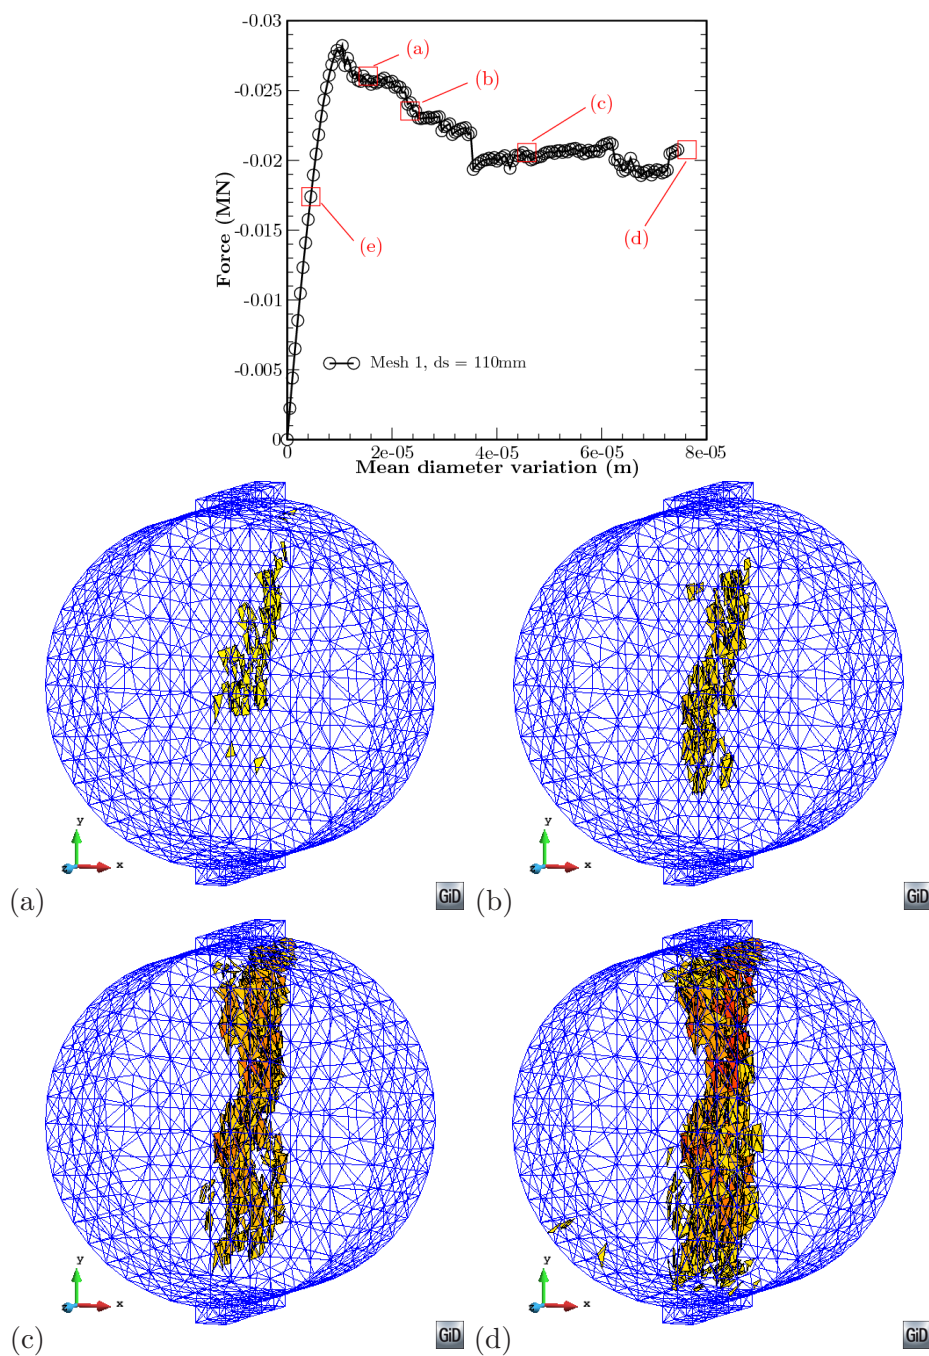 -0.03
(a)
-0.025
(b)
(c)
-0.02
Force (MN)
-0.015
(d)
(e)
-0.01
-0.005
Mesh 1, ds = 110mm
0
0 2e-05 4e-05 6e-05 8e-05
Mean diameter variation (m)
y
x
(a)
GiD
y
x
(b)
GiD
y
x
(c)
GiD
y
x
(d)
GiD